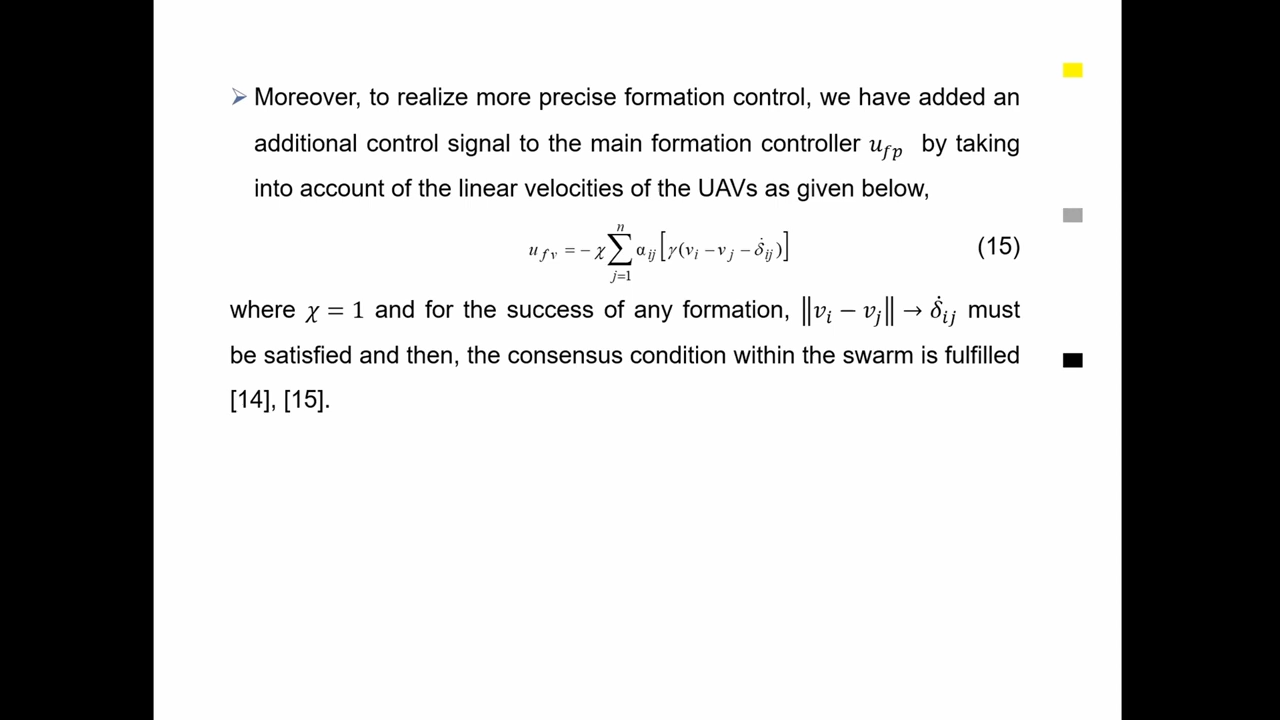 ➢ Moreover, to realize more precise formation control, we have added an
additional control signal to the main formation controller 𝑢_{𝑓𝑝} by taking
into account of the linear velocities of the UAVs as given below,
u_{fv} = − χ ∑_{j=1}^{n} α_{ij} [γ(v_i − v_j − δ̇_{ij})] (15)
where χ = 1 and for the success of any formation, ‖v_i − v_j‖ → δ̇_{ij} must
be satisfied and then, the consensus condition within the swarm is fulfilled
[14], [15].